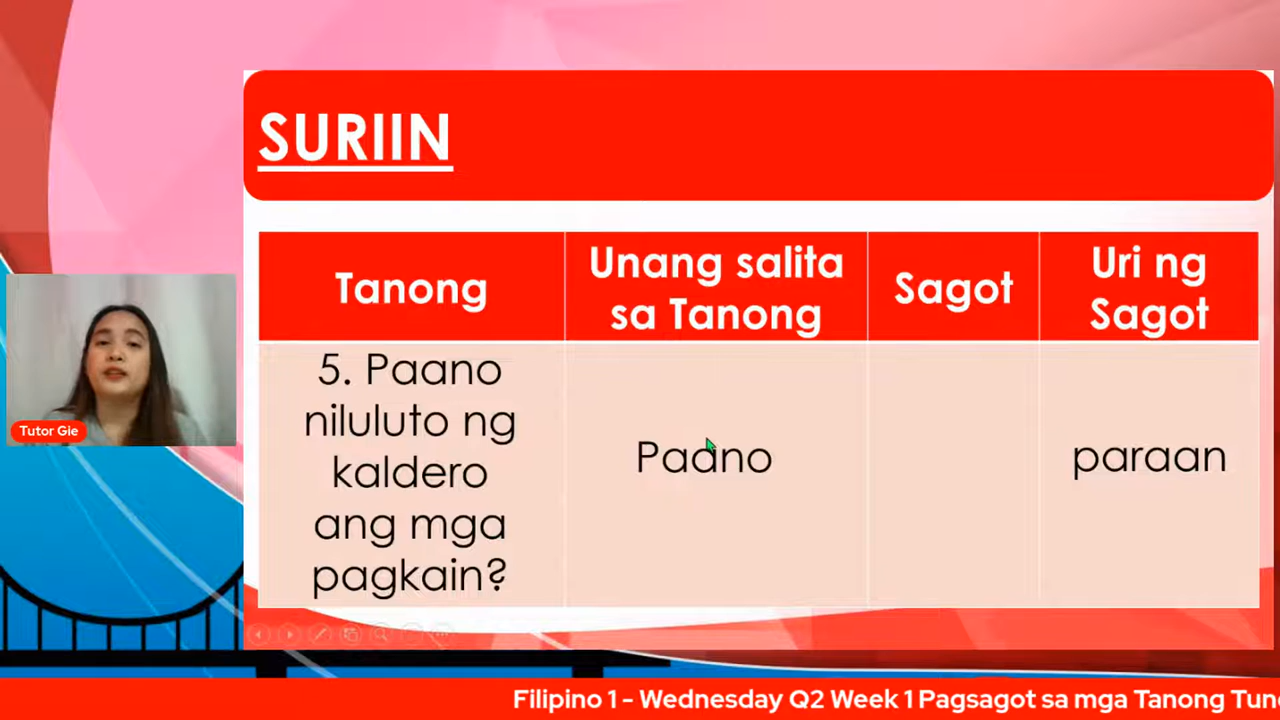 SURIIN
Tanong
Unang salita
sa Tanong
Sagot
Uri ng
Sagot
5. Paano
niluluto ng
kaldero
ang mga
pagkain?
Paano
paraan
Tutor Gie
Filipino 1 - Wednesday Q2 Week 1 Pagsagot sa mga Tanong